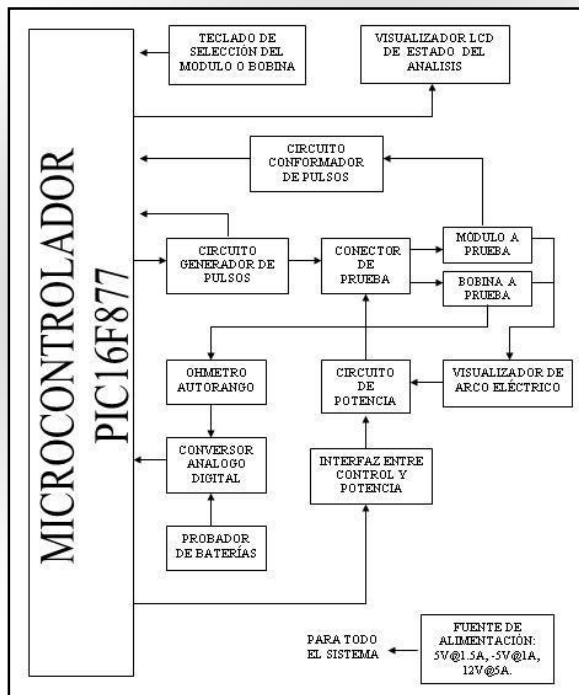 MICROCONTROLADOR
PIC16F877
TECLADO DE
SELECCIÓN DEL
MODULO O BOBINA
VISUALIZADOR LCD
DE ESTADO DEL
ANALISIS
CIRCUITO
CONFORMADOR
DE PULSOS
CIRCUITO
GENERADOR DE
PULSOS
CONECTOR
DE
PRUEBA
MÓDULO A
PRUEBA
BOBINA A
PRUEBA
OHMETRO
AUTORANGO
CIRCUITO
DE
POTENCIA
VISUALIZADOR DE
ARCO ELÉCTRICO
CONVERSOR
ANALOGO
DIGITAL
INTERFAZ ENTRE
CONTROL Y
POTENCIA
PROBADOR
DE BATERÍAS
PARA TODO
EL SISTEMA
FUENTE DE
ALIMENTACIÓN:
5V@1.5A, -5V@1A,
12V@5A.